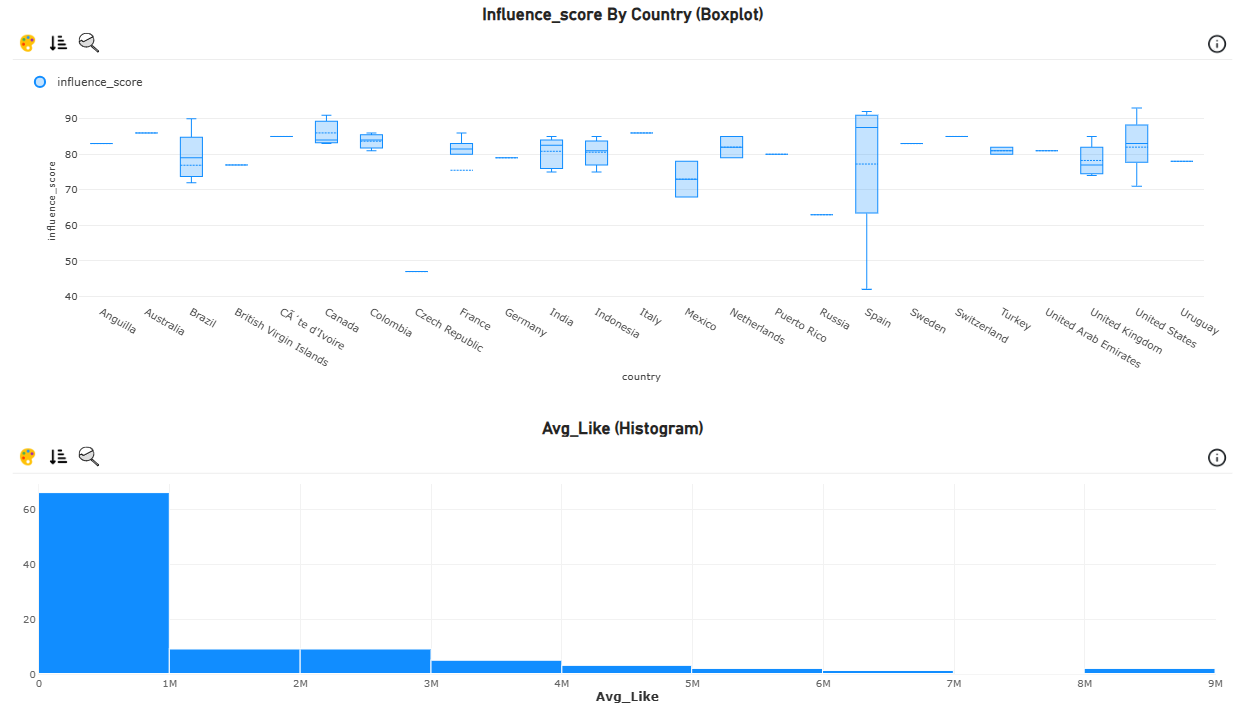 Influence_score By Country (Boxplot)
influence_score
90
80
70
60
50
40
influence_score
Anguilla
Australia
Brazil
British Virgin Islands
CÃ´te d'Ivoire
Canada
Colombia
Czech Republic
France
Germany
India
Indonesia
Italy
Mexico
Netherlands
Puerto Rico
Russia
Spain
Sweden
Switzerland
Turkey
United Arab Emirates
United Kingdom
United States
Uruguay
country
Avg_Like (Histogram)
60
40
20
0
0 1M 2M 3M 4M 5M 6M 7M 8M 9M
Avg_Like